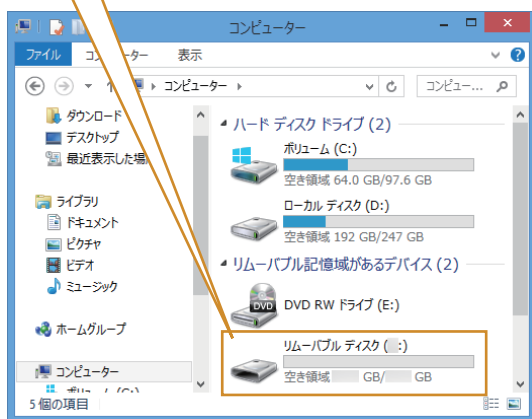 コンピューター
ファイル
表示
コンピューター
コンピュー...
ダウンロード
デスクトップ
最近表示した場
ライブラリ
ドキュメント
ピクチャ
ビデオ
ミュージック
ホームグループ
コンピューター
ハード ディスク ドライブ (2)
ボリューム (C:)
空き領域 64.0 GB/97.6 GB
ローカル ディスク (D:)
空き領域 192 GB/247 GB
リムーバブル記憶域があるデバイス (2)
DVD
DVD RW ドライブ (E:)
リムーバブル ディスク ( :)
空き領域 GB/ GB
5 個の項目